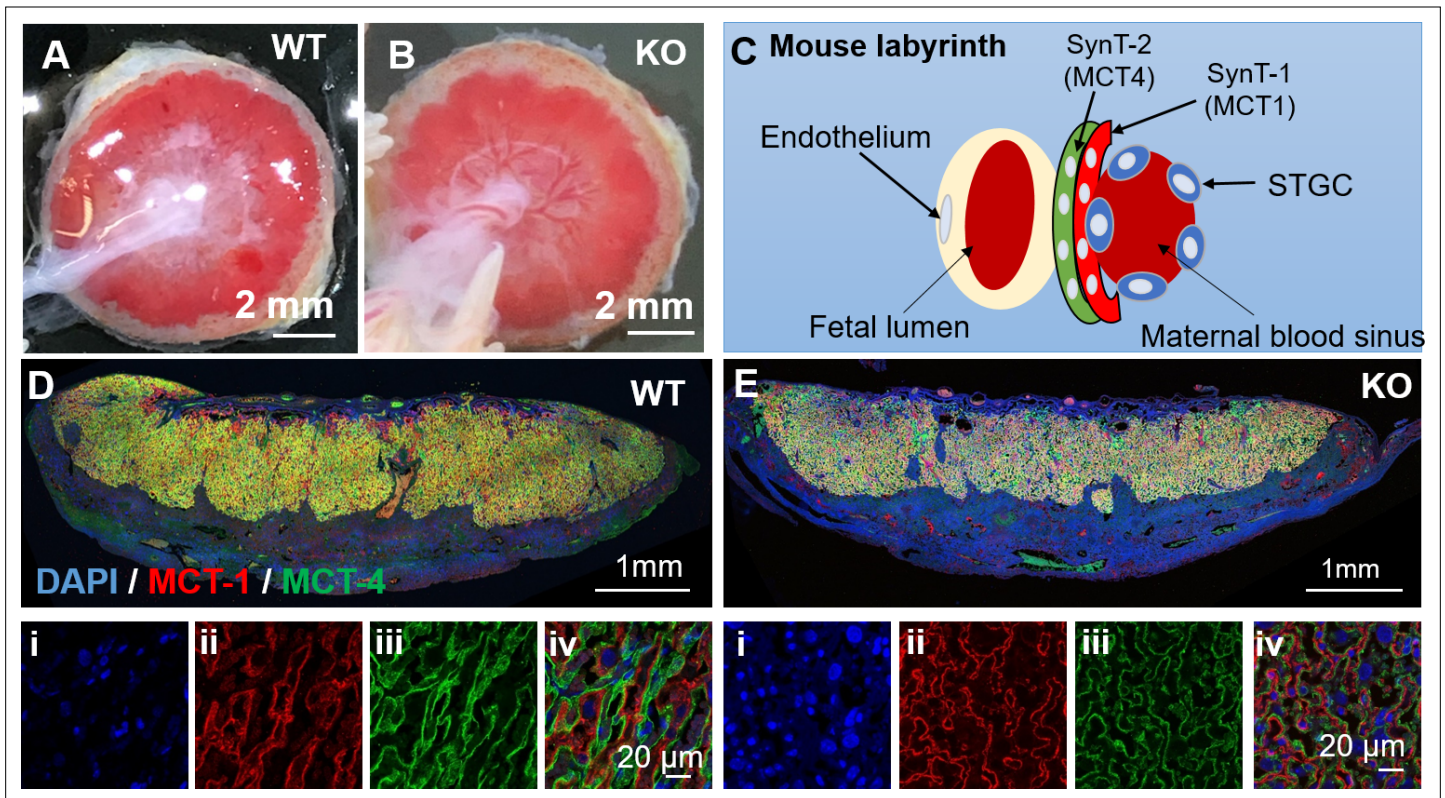 A
WT
2 mm
B
KO
2 mm
C Mouse labyrinth
SynT-2
(MCT4)
SynT-1
(MCT1)
Endothelium
STGC
Fetal lumen
Maternal blood sinus
D
WT
DAPI / MCT-1 / MCT-4
1mm
E
KO
1mm
i
ii
iii
iv
20 µm
i
ii
iii
iv
20 µm